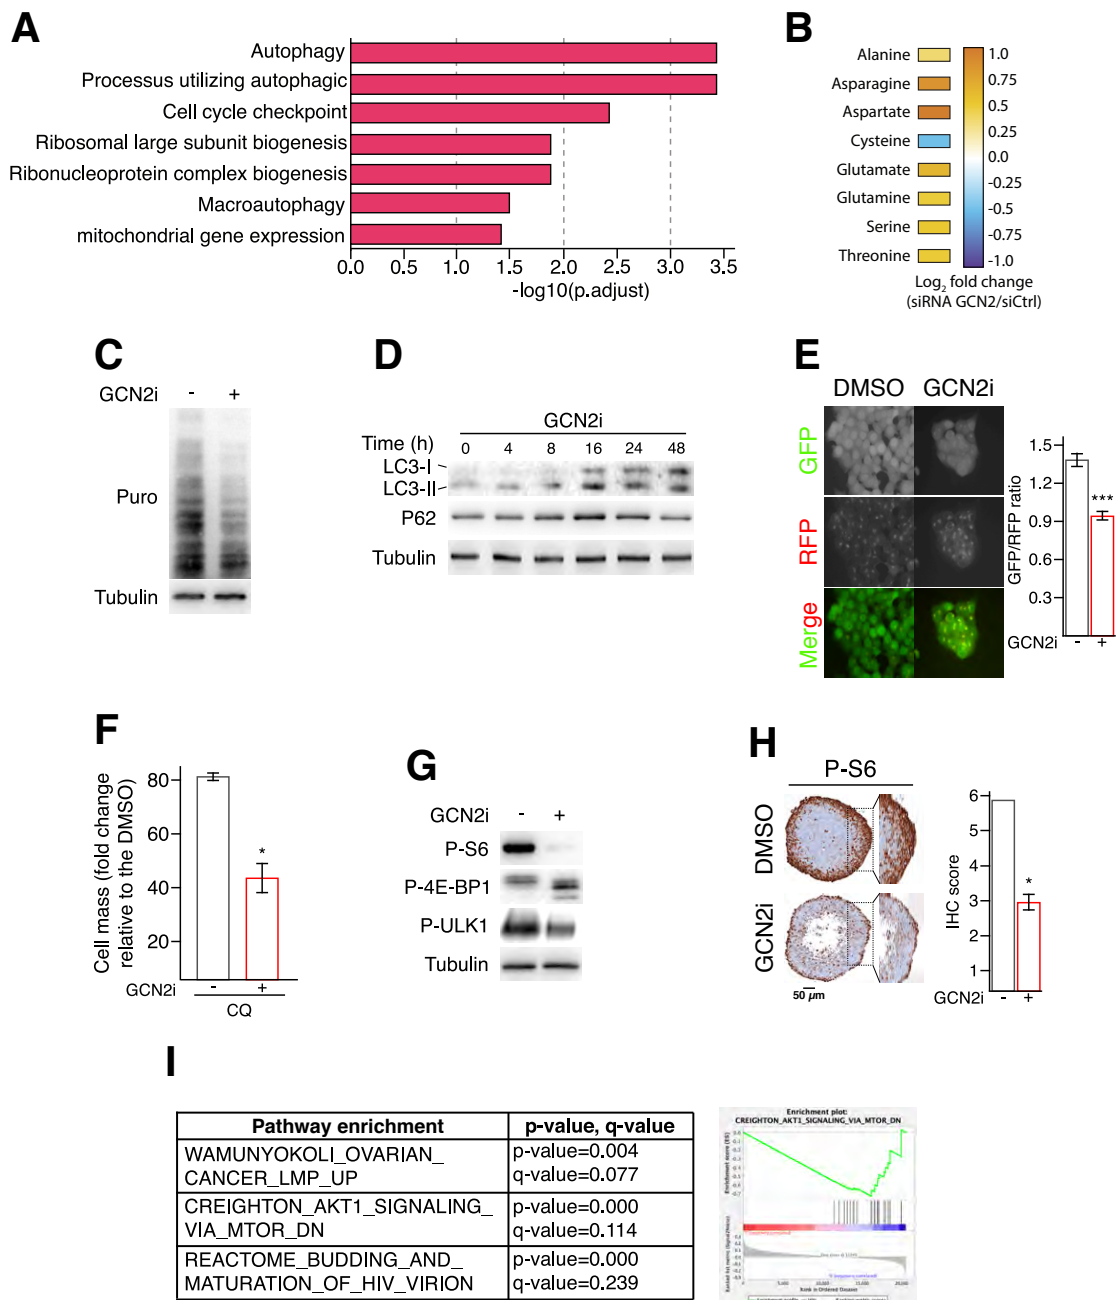 A
Autophagy
Processus utilizing autophagic
Cell cycle checkpoint
Ribosomal large subunit biogenesis
Ribonucleoprotein complex biogenesis
Macroautophagy
mitochondrial gene expression
0.0 0.5 1.0 1.5 2.0 2.5 3.0 3.5
-log10(p.adjust)
B
Alanine
Asparagine
Aspartate
Cysteine
Glutamate
Glutamine
Serine
Threonine
1.0
0.75
0.5
0.25
0.0
-0.25
-0.5
-0.75
-1.0
Log2 fold change
(siRNA GCN2/siCtrl)
C
GCN2i - +
Puro
Tubulin
D
GCN2i
Time (h) 0 4 8 16 24 48
LC3-I
LC3-II
P62
Tubulin
E
DMSO GCN2i
GFP
RFP
Merge
GFP/RFP ratio
1.5
1.2
0.9
0.6
0.3
***
GCN2i - +
F
Cell mass (fold change
relative to the DMSO)
80
60
40
20
*
GCN2i - +
CQ
G
GCN2i - +
P-S6
P-4E-BP1
P-ULK1
Tubulin
H
P-S6
DMSO
GCN2i
50 µm
IHC score
6
5
4
3
2
1
*
GCN2i - +
I
Pathway enrichment p-value, q-value
WAMUNYOKOLI_OVARIAN_ p-value=0.004
CANCER_LMP_UP q-value=0.077
CREIGHTON_AKT1_SIGNALING_ p-value=0.000
VIA_MTOR_DN q-value=0.114
REACTOME_BUDDING_AND_ p-value=0.000
MATURATION_OF_HIV_VIRION q-value=0.239
Enrichment plot:
CREIGHTON_AKT1_SIGNALING_VIA_MTOR_DN
Enrichment score (ES)
Rank in Ordered Dataset